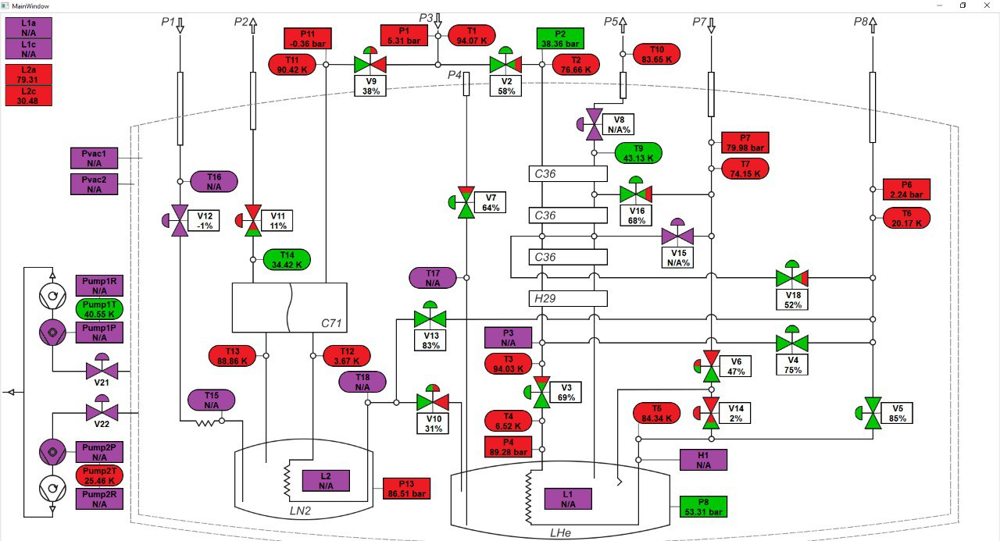 MainWindow
P1
P2
P3
P5
P7
P8
L1a
N/A
L1c
N/A
L2a
79.31
L2c
30.48
P11
-0.36 bar
P1
5.31 bar
T1
94.07 K
P2
38.36 bar
T10
83.65 K
T11
90.42 K
V9
38%
P4
V2
58%
T2
76.66 K
V8
N/A%
T9
43.13 K
P7
79.98 bar
T7
74.15 K
Pvac1
N/A
Pvac2
N/A
T16
N/A
C36
P6
2.24 bar
V12
-1%
V11
11%
V7
64%
C36
V16
68%
T6
20.17 K
T14
34.42 K
C36
V15
N/A%
T17
N/A
V18
52%
Pump1R
N/A
Pump1T
40.55 K
Pump1P
N/A
C71
H29
V13
83%
P3
N/A
V4
75%
T13
88.86 K
T12
3.67 K
T3
94.03 K
V6
47%
V21
T18
N/A
V3
69%
T15
N/A
V10
31%
T4
6.52 K
T5
84.34 K
V14
2%
V5
85%
V22
Pump2P
N/A
Pump2T
25.46 K
Pump2R
N/A
P4
89.28 bar
H1
N/A
L2
N/A
P13
86.51 bar
L1
N/A
P8
53.31 bar
LN2
LHe